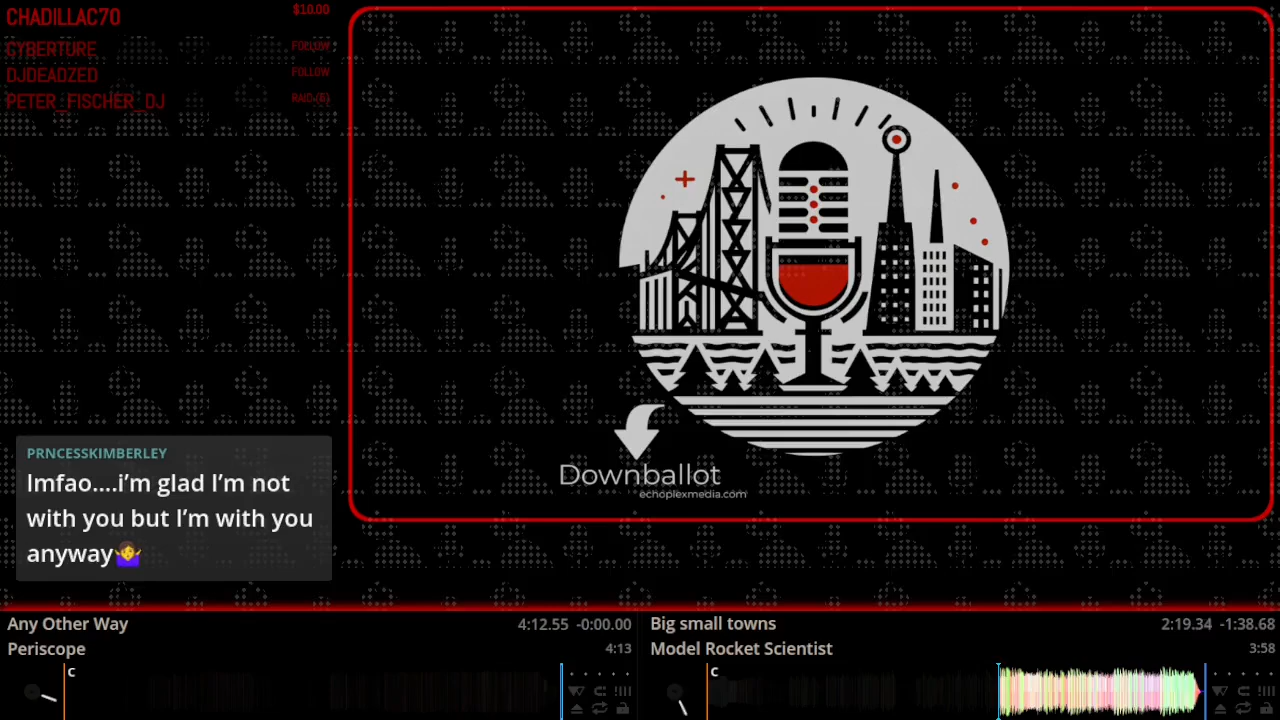 CHADILLAC70 $10.00
CYBERTURE FOLLOW
DJDEADZED FOLLOW
PETER_FISCHER_DJ RAID (6)
Downballot
echoplexmedia.com
PRNCESSKIMBERLEY
lmfao....i’m glad I’m not
with you but I’m with you
anyway🤷‍♀️
Any Other Way 4:12.55 -0:00.00
Periscope 4:13
C
Big small towns 2:19.34 -1:38.68
Model Rocket Scientist 3:58
C